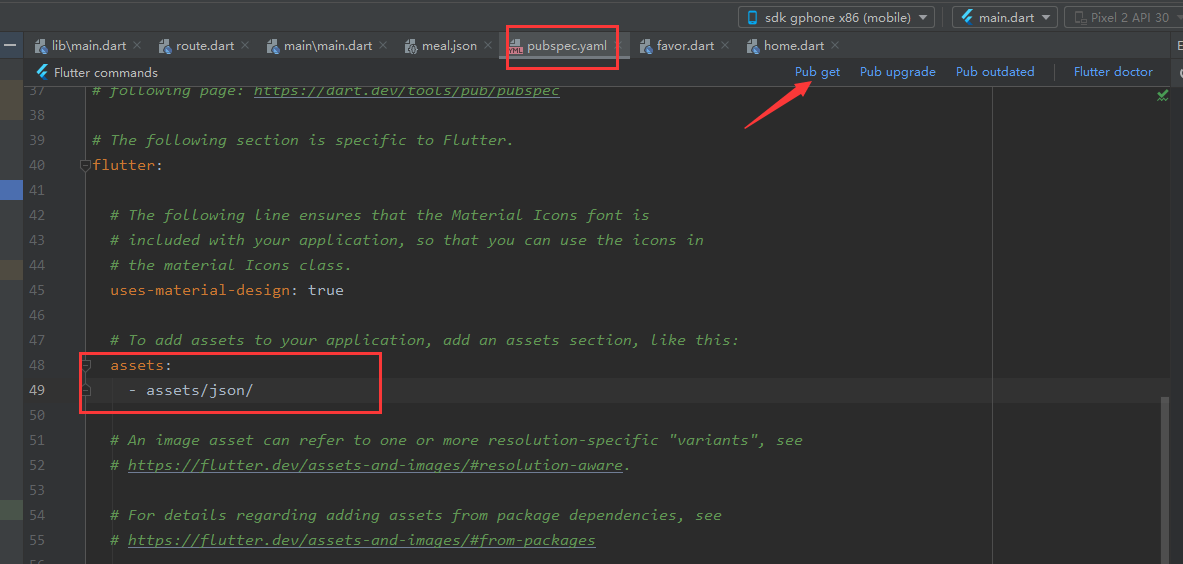 sdk gphone x86 (mobile) main.dart Pixel 2 API 30
lib\main.dart route.dart main\main.dart meal.json pubspec.yaml favor.dart home.dart
Flutter commands Pub get Pub upgrade Pub outdated Flutter doctor
37 # following page: https://dart.dev/tools/pub/pubspec
38
39 # The following section is specific to Flutter.
40 flutter:
41
42 # The following line ensures that the Material Icons font is
43 # included with your application, so that you can use the icons in
44 # the material Icons class.
45 uses-material-design: true
46
47 # To add assets to your application, add an assets section, like this:
48 assets:
49 - assets/json/
50
51 # An image asset can refer to one or more resolution-specific "variants", see
52 # https://flutter.dev/assets-and-images/#resolution-aware.
53
54 # For details regarding adding assets from package dependencies, see
55 # https://flutter.dev/assets-and-images/#from-packages